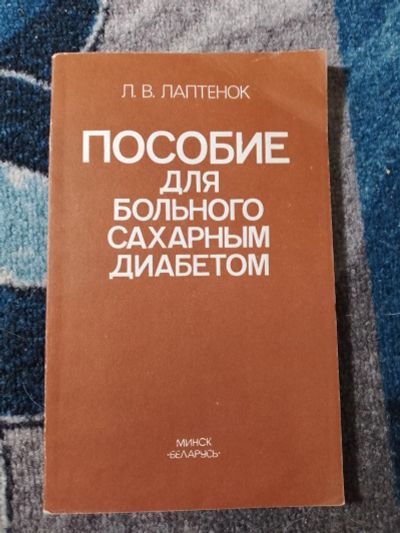 Л. В. ЛАПТЕНОК
ПОСОБИЕ
ДЛЯ
БОЛЬНОГО
САХАРНЫМ
ДИАБЕТОМ
МИНСК
«БЕЛАРУСЬ»